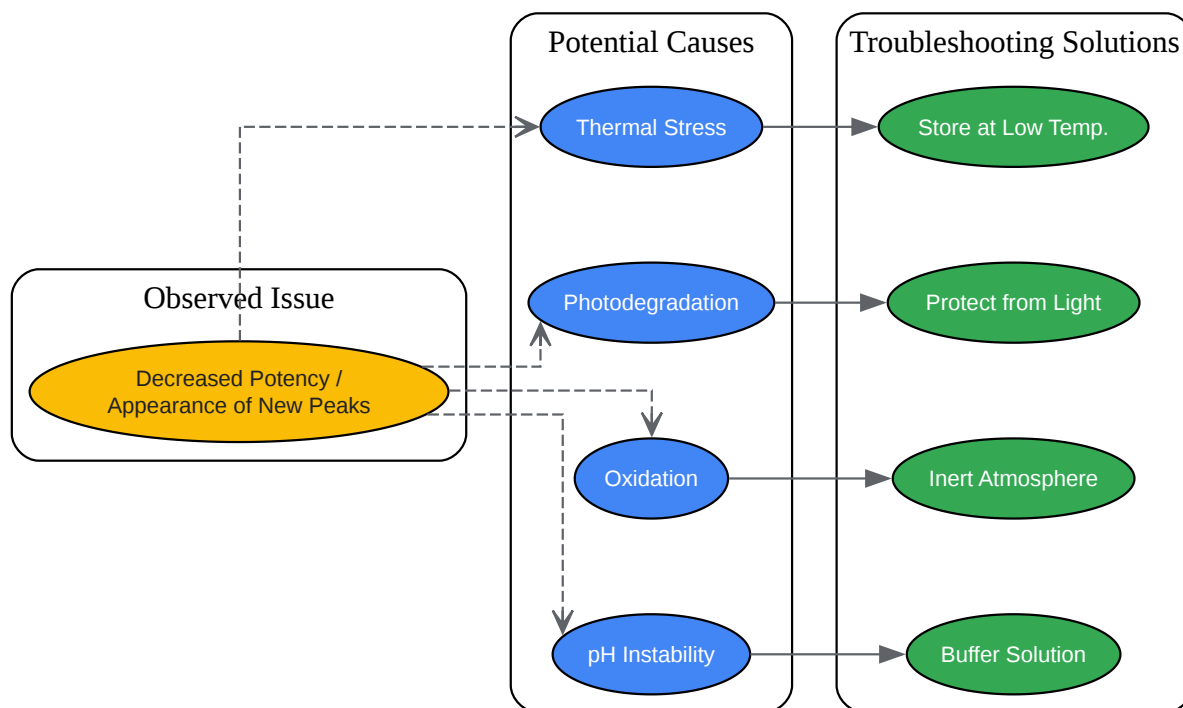 Potential Causes
Troubleshooting Solutions
Thermal Stress
Store at Low Temp.
Observed Issue
Photodegradation
Protect from Light
Decreased Potency /
Appearance of New Peaks
Oxidation
Inert Atmosphere
pH Instability
Buffer Solution